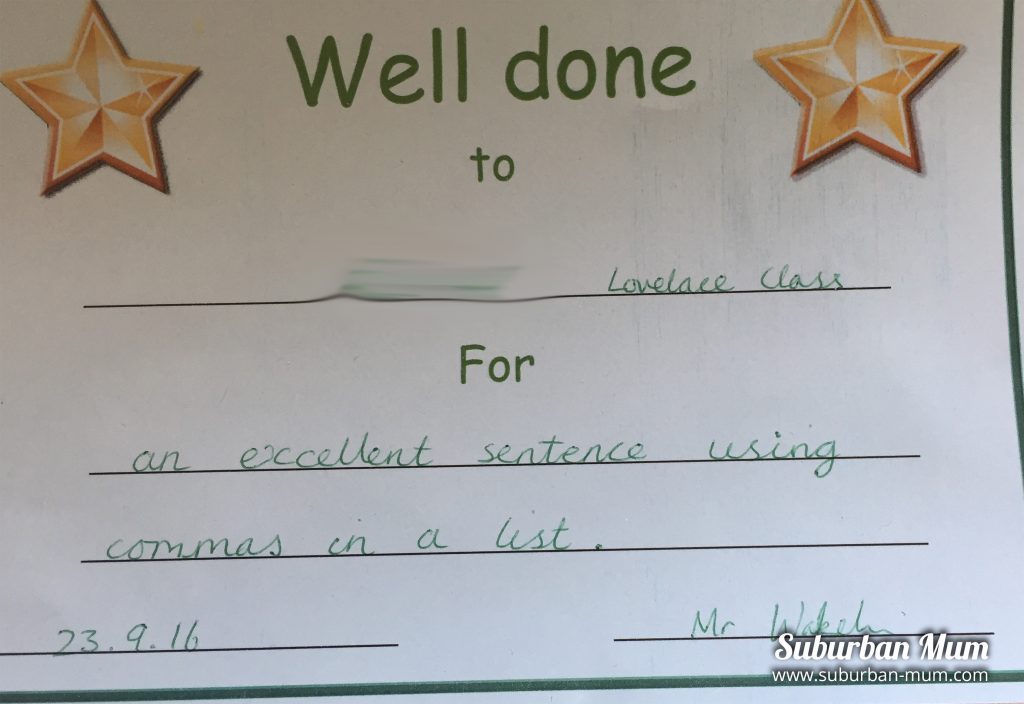 Well done
to
Lovelace Class
For
an excellent sentence using
commas in a list.
23.9.16
Mr
Suburban Mum
www.suburban-mum.com